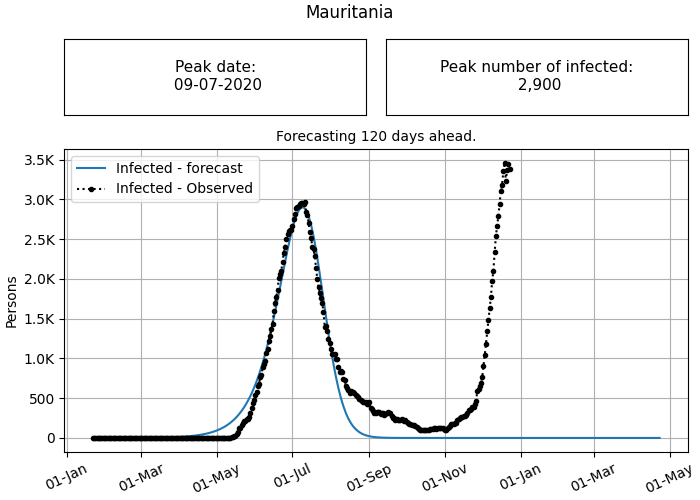 Mauritania
Peak date:
09-07-2020
Peak number of infected:
2,900
Forecasting 120 days ahead.
Infected - forecast
Infected - Observed
3.5K
3.0K
2.5K
2.0K
1.5K
1.0K
500
0
Persons
01-Jan
01-Mar
01-May
01-Jul
01-Sep
01-Nov
01-Jan
01-Mar
01-May